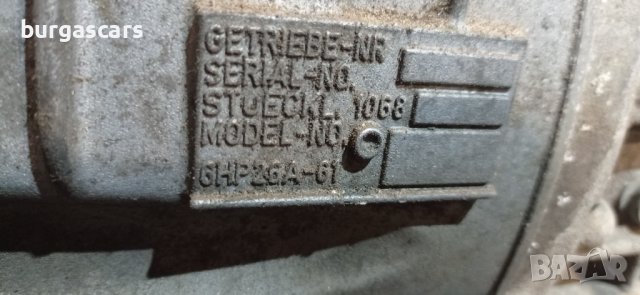 burgascars
GETRIEBE-NR
SERIAL-NO.
STUECKL. 1068
MODEL-NO.
6HP26A-61
BAZAR